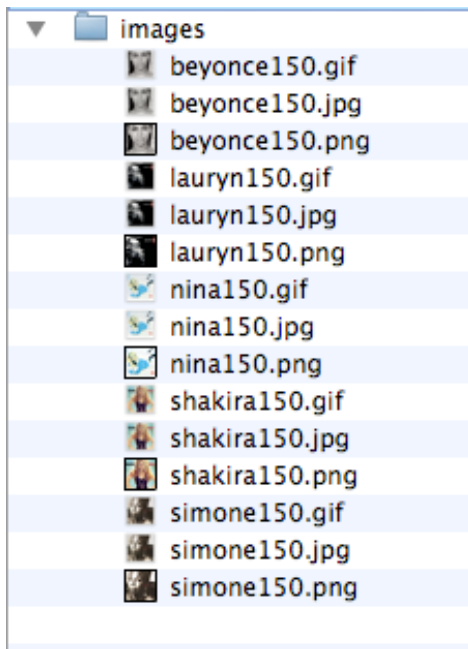 images
beyonce150.gif
beyonce150.jpg
beyonce150.png
lauryn150.gif
lauryn150.jpg
lauryn150.png
nina150.gif
nina150.jpg
nina150.png
shakira150.gif
shakira150.jpg
shakira150.png
simone150.gif
simone150.jpg
simone150.png